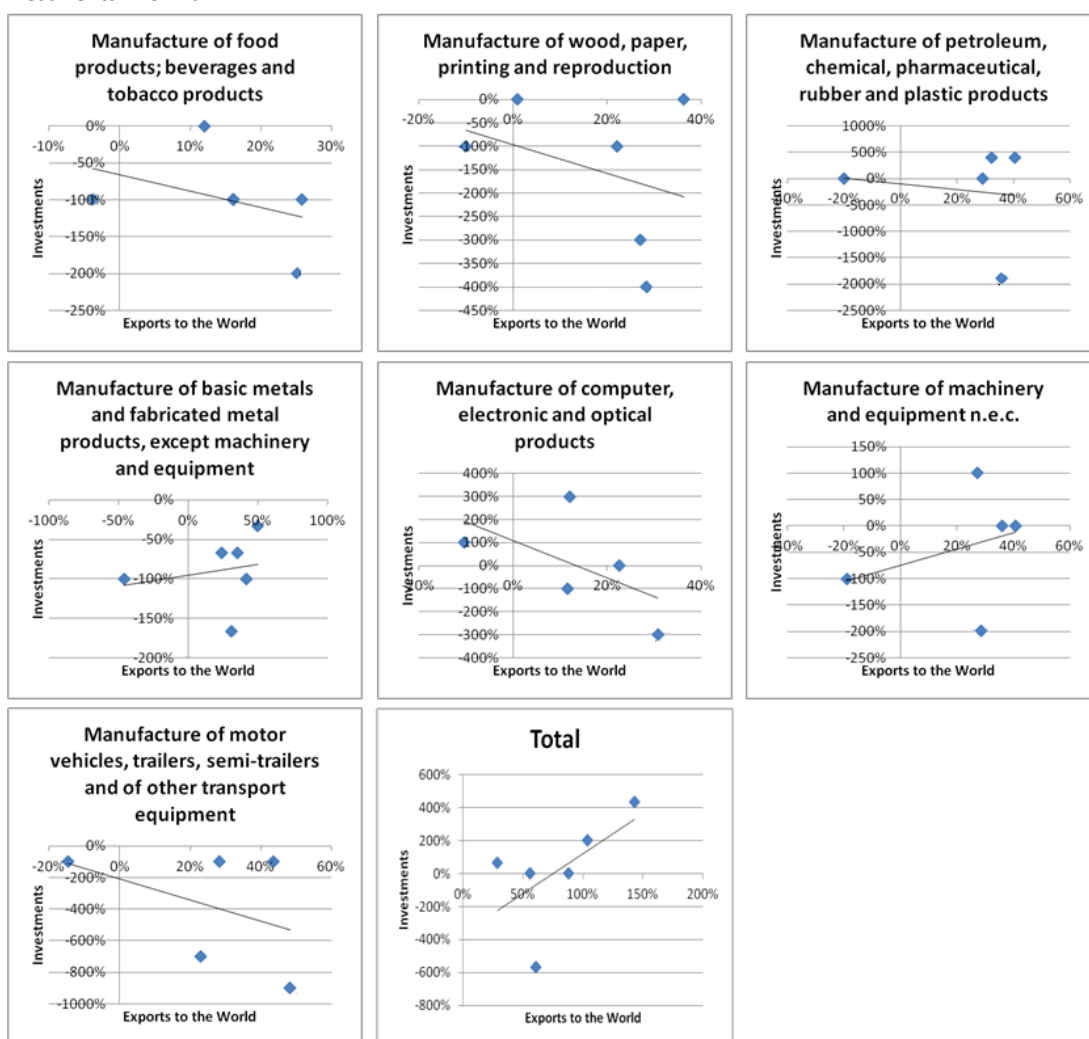 Manufacture of food
products; beverages and
tobacco products
0%
-10% 0% 10% 20% 30%
-50%
-100%
-150%
-200%
-250%
Investments
Exports to the World
Manufacture of wood, paper,
printing and reproduction
0%
-20% 0% 20% 40%
-50%
-100%
-150%
-200%
-250%
-300%
-350%
-400%
-450%
Investments
Exports to the World
Manufacture of petroleum,
chemical, pharmaceutical,
rubber and plastic products
1000%
500%
0%
0% 20% 40% 60%
-500%
-1000%
-1500%
-2000%
-2500%
Investments
Exports to the World
Manufacture of basic metals
and fabricated metal
products, except machinery
and equipment
0%
-100% -50% 0% 50% 100%
-50%
-100%
-150%
-200%
Investments
Exports to the World
Manufacture of computer,
electronic and optical
products
400%
300%
200%
100%
0%
0% 20% 40%
-100%
-200%
-300%
-400%
Investments
Exports to the World
Manufacture of machinery
and equipment n.e.c.
150%
100%
50%
0%
-20% 0% 20% 40% 60%
-50%
-100%
-150%
-200%
-250%
Investments
Exports to the World
Manufacture of motor
vehicles, trailers, semi-trailers
and of other transport
equipment
0%
-20% 0% 20% 40% 60%
-200%
-400%
-600%
-800%
-1000%
Investments
Exports to the World
Total
600%
400%
200%
0%
0% 50% 100% 150% 200%
-200%
-400%
-600%
-800%
Investments
Exports to the World